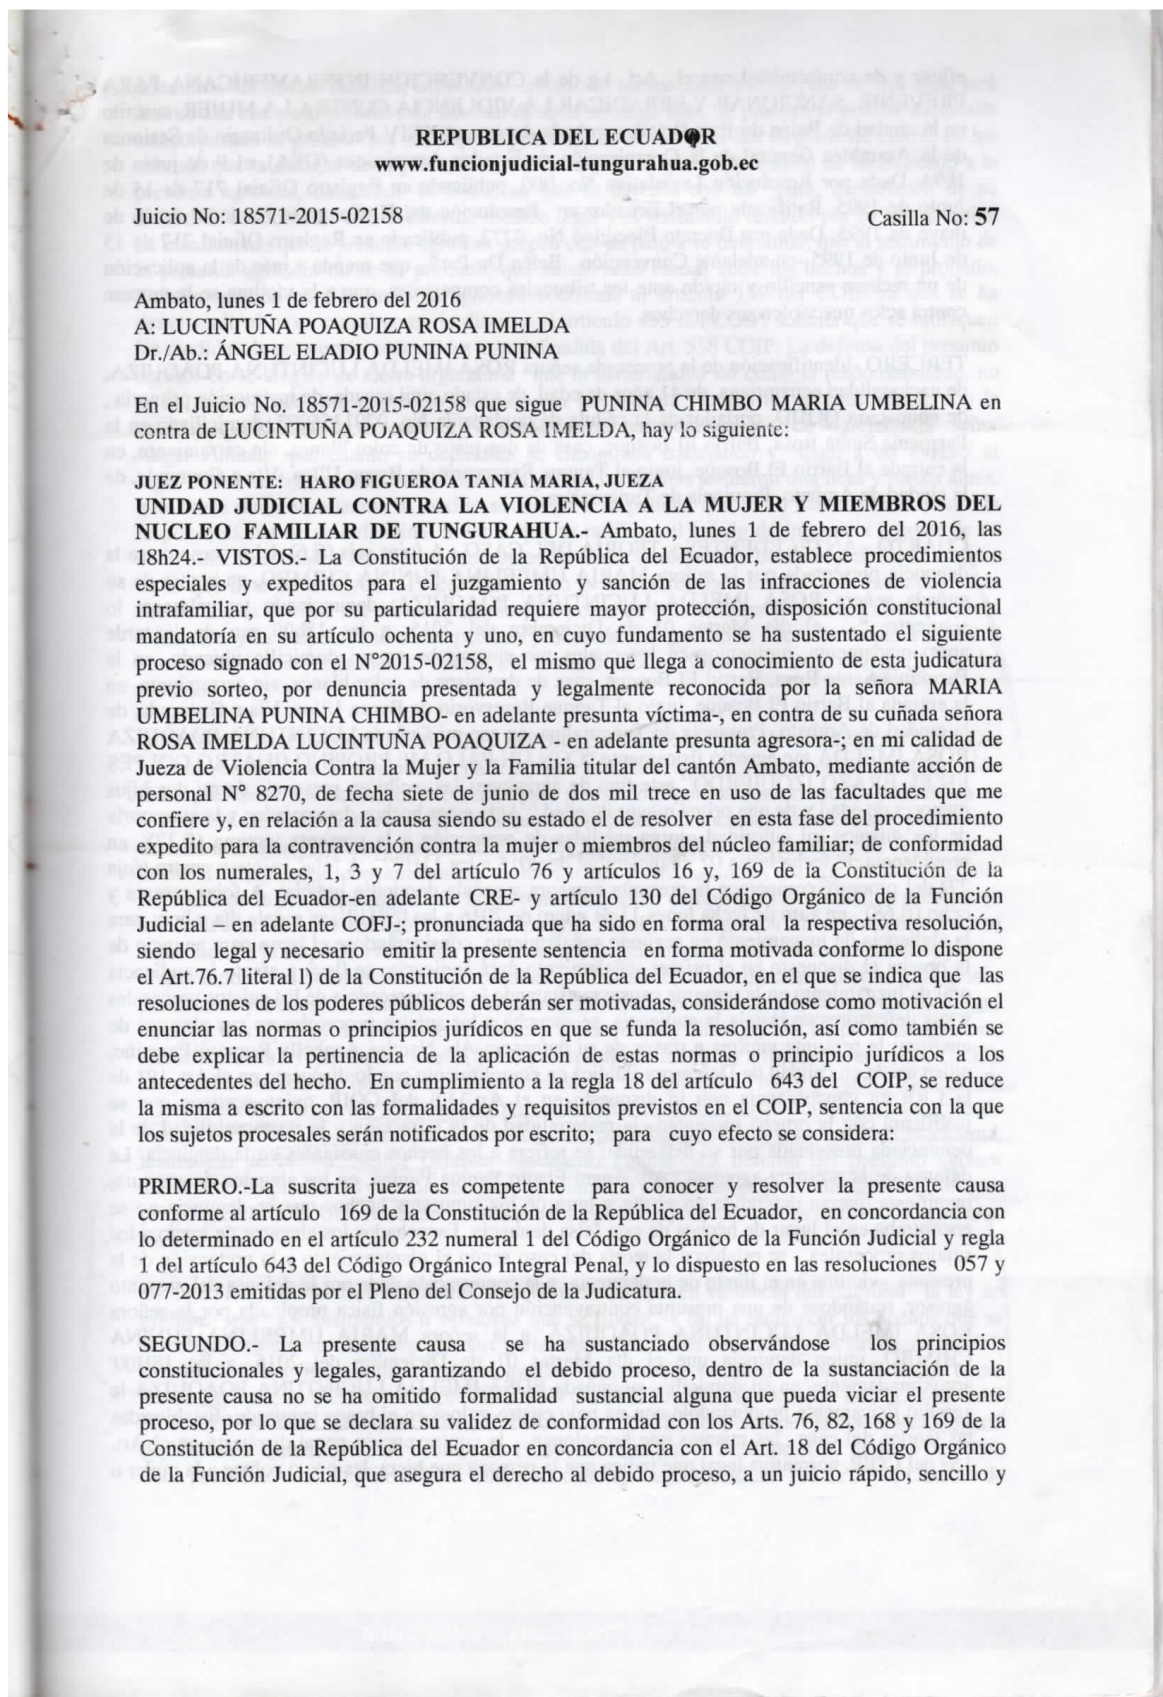 REPUBLICA DEL ECUADOR
www.funcionjudicial-tungurahua.gob.ec
Juicio No: 18571-2015-02158
Casilla No: 57
Ambato, lunes 1 de febrero del 2016
A: LUCINTUÑA POAQUIZA ROSA IMELDA
Dr./Ab.: ÁNGEL ELADIO PUNINA PUNINA
En el Juicio No. 18571-2015-02158 que sigue PUNINA CHIMBO MARIA UMBELINA en
contra de LUCINTUÑA POAQUIZA ROSA IMELDA, hay lo siguiente:
JUEZ PONENTE: HARO FIGUEROA TANIA MARIA, JUEZA
UNIDAD JUDICIAL CONTRA LA VIOLENCIA A LA MUJER Y MIEMBROS DEL
NUCLEO FAMILIAR DE TUNGURAHUA.- Ambato, lunes 1 de febrero del 2016, las
18h24.- VISTOS.- La Constitución de la República del Ecuador, establece procedimientos
especiales y expeditos para el juzgamiento y sanción de las infracciones de violencia
intrafamiliar, que por su particularidad requiere mayor protección, disposición constitucional
mandatoría en su artículo ochenta y uno, en cuyo fundamento se ha sustentado el siguiente
proceso signado con el N°2015-02158, el mismo que llega a conocimiento de esta judicatura
previo sorteo, por denuncia presentada y legalmente reconocida por la señora MARIA
UMBELINA PUNINA CHIMBO- en adelante presunta víctima-, en contra de su cuñada señora
ROSA IMELDA LUCINTUÑA POAQUIZA - en adelante presunta agresora-; en mi calidad de
Jueza de Violencia Contra la Mujer y la Familia titular del cantón Ambato, mediante acción de
personal N° 8270, de fecha siete de junio de dos mil trece en uso de las facultades que me
confiere y, en relación a la causa siendo su estado el de resolver en esta fase del procedimiento
expedito para la contravención contra la mujer o miembros del núcleo familiar; de conformidad
con los numerales, 1, 3 y 7 del artículo 76 y artículos 16 y, 169 de la Constitución de la
República del Ecuador-en adelante CRE- y artículo 130 del Código Orgánico de la Función
Judicial – en adelante COFJ-; pronunciada que ha sido en forma oral la respectiva resolución,
siendo legal y necesario emitir la presente sentencia en forma motivada conforme lo dispone
el Art.76.7 literal l) de la Constitución de la República del Ecuador, en el que se indica que las
resoluciones de los poderes públicos deberán ser motivadas, considerándose como motivación el
enunciar las normas o principios jurídicos en que se funda la resolución, así como también se
debe explicar la pertinencia de la aplicación de estas normas o principio jurídicos a los
antecedentes del hecho. En cumplimiento a la regla 18 del artículo 643 del COIP, se reduce
la misma a escrito con las formalidades y requisitos previstos en el COIP, sentencia con la que
los sujetos procesales serán notificados por escrito; para cuyo efecto se considera:
PRIMERO.-La suscrita jueza es competente para conocer y resolver la presente causa
conforme al artículo 169 de la Constitución de la República del Ecuador, en concordancia con
lo determinado en el artículo 232 numeral 1 del Código Orgánico de la Función Judicial y regla
1 del artículo 643 del Código Orgánico Integral Penal, y lo dispuesto en las resoluciones 057 y
077-2013 emitidas por el Pleno del Consejo de la Judicatura.
SEGUNDO.- La presente causa se ha sustanciado observándose los principios
constitucionales y legales, garantizando el debido proceso, dentro de la sustanciación de la
presente causa no se ha omitido formalidad sustancial alguna que pueda viciar el presente
proceso, por lo que se declara su validez de conformidad con los Arts. 76, 82, 168 y 169 de la
Constitución de la República del Ecuador en concordancia con el Art. 18 del Código Orgánico
de la Función Judicial, que asegura el derecho al debido proceso, a un juicio rápido, sencillo y